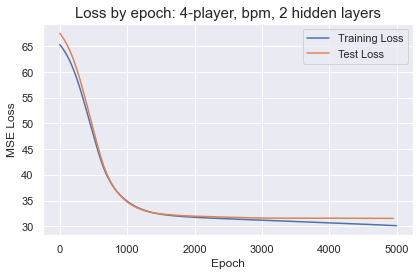 Loss by epoch: 4-player, bpm, 2 hidden layers
Training Loss
Test Loss
MSE Loss
65
60
55
50
45
40
35
30
0
1000
2000
3000
4000
5000
Epoch